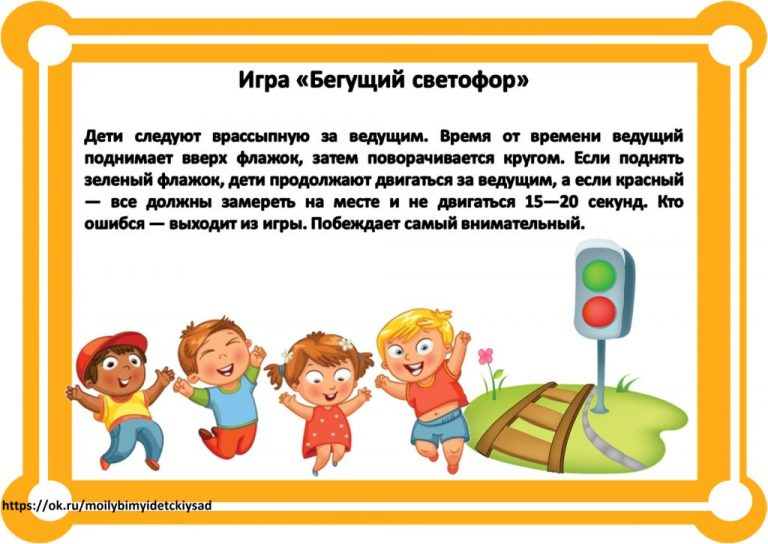 Игра «Бегущий светофор»
Дети следуют врассыпную за ведущим. Время от времени ведущий
поднимает вверх флажок, затем поворачивается кругом. Если поднять
зеленый флажок, дети продолжают двигаться за ведущим, а если красный
— все должны замереть на месте и не двигаться 15—20 секунд. Кто
ошибся — выходит из игры. Побеждает самый внимательный.
https://ok.ru/moilybimyidetckiysad